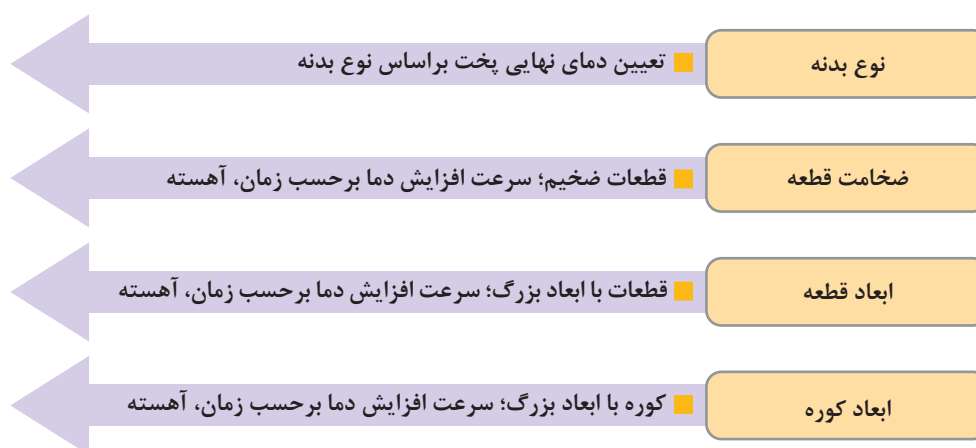 نوع بدنه
تعیین دمای نهایی پخت براساس نوع بدنه
ضخامت قطعه
قطعات ضخیم؛ سرعت افزایش دما برحسب زمان، آهسته
ابعاد قطعه
قطعات با ابعاد بزرگ؛ سرعت افزایش دما برحسب زمان، آهسته
ابعاد کوره
کوره با ابعاد بزرگ؛ سرعت افزایش دما برحسب زمان، آهسته